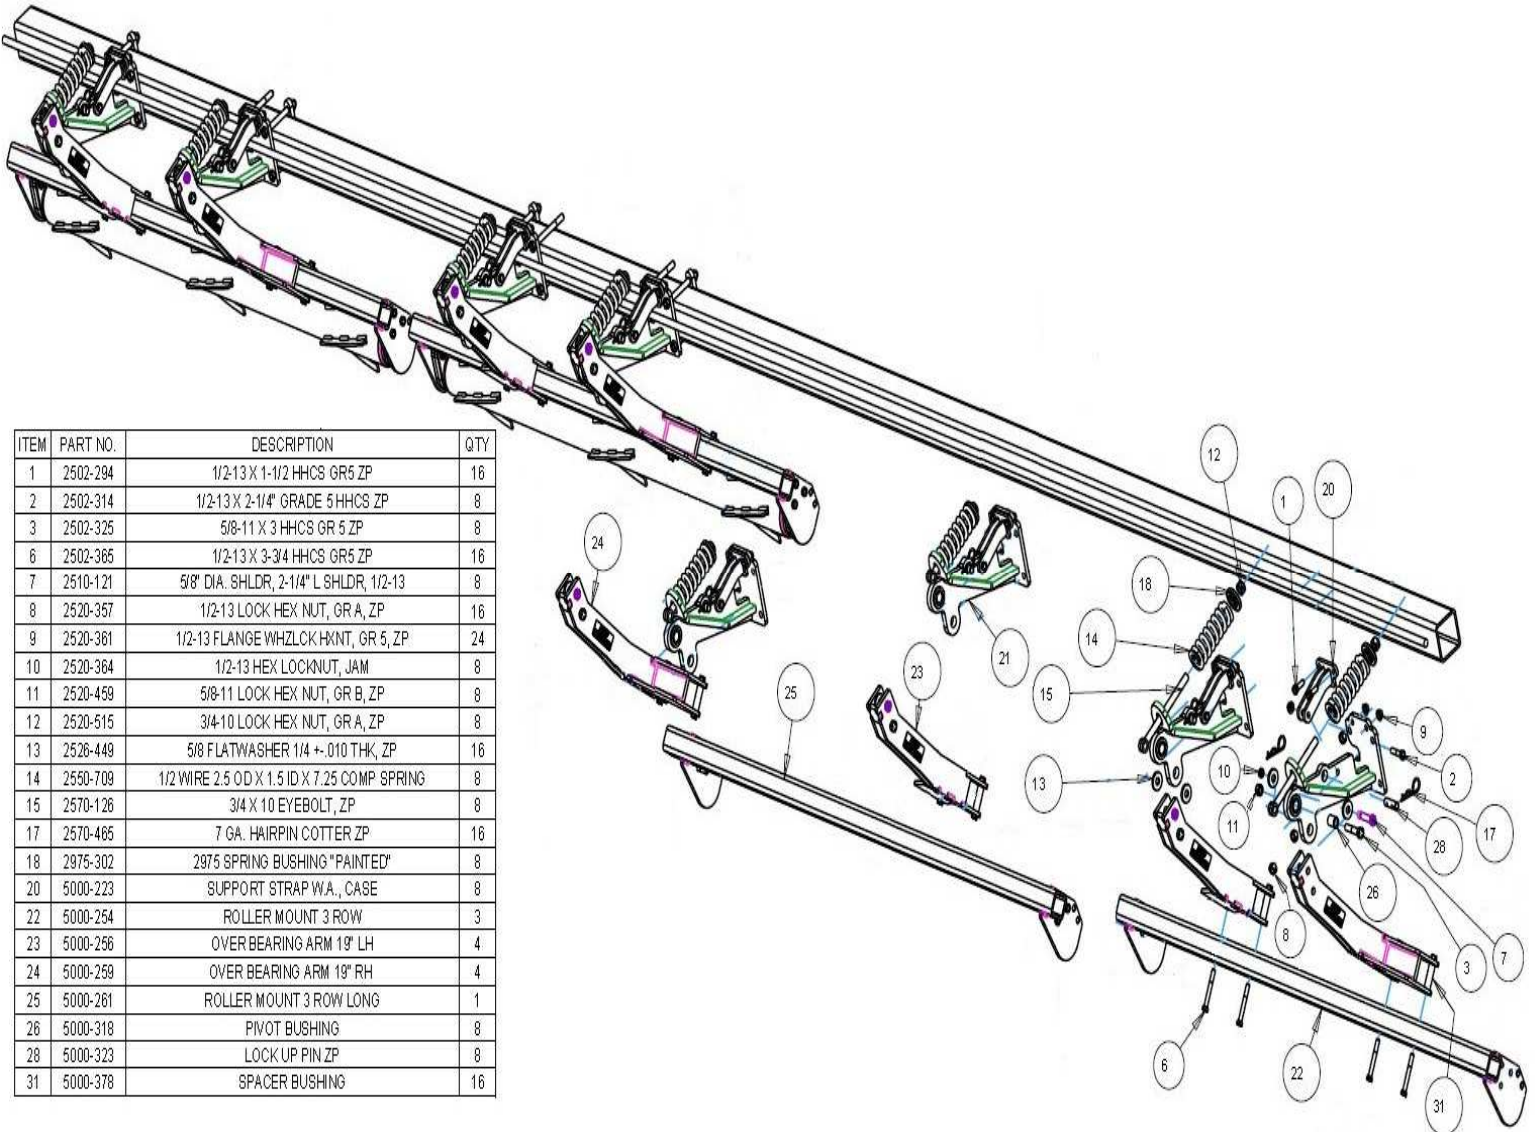 ITEM PART NO. DESCRIPTION QTY
1 2502-294 1/2-13 X 1-1/2 HHCS GR5 ZP 16
2 2502-314 1/2-13 X 2-1/4" GRADE 5 HHCS ZP 8
3 2502-325 5/8-11 X 3 HHCS GR 5 ZP 8
6 2502-365 1/2-13 X 3-3/4 HHCS GR5 ZP 16
7 2510-121 5/8" DIA. SHLDR, 2-1/4" L SHLDR, 1/2-13 8
8 2520-357 1/2-13 LOCK HEX NUT, GR A, ZP 16
9 2520-361 1/2-13 FLANGE WHZLCK HXNT, GR 5, ZP 24
10 2520-364 1/2-13 HEX LOCKNUT, JAM 8
11 2520-459 5/8-11 LOCK HEX NUT, GR B, ZP 8
12 2520-515 3/4-10 LOCK HEX NUT, GR A, ZP 8
13 2526-449 5/8 FLATWASHER 1/4 +-.010 THK, ZP 16
14 2550-709 1/2 WIRE 2.5 OD X 1.5 ID X 7.25 COMP SPRING 8
15 2570-126 3/4 X 10 EYEBOLT, ZP 8
17 2570-465 7 GA. HAIRPIN COTTER ZP 16
18 2975-302 2975 SPRING BUSHING "PAINTED" 8
20 5000-223 SUPPORT STRAP W.A., CASE 8
22 5000-254 ROLLER MOUNT 3 ROW 3
23 5000-256 OVER BEARING ARM 19" LH 4
24 5000-259 OVER BEARING ARM 19" RH 4
25 5000-261 ROLLER MOUNT 3 ROW LONG 1
26 5000-318 PIVOT BUSHING 8
28 5000-323 LOCK UP PIN ZP 8
31 5000-378 SPACER BUSHING 16
12
1
20
24
18
14
21
23
15
25
9
10
2
13
11
28
17
26
8
3
7
6
22
31